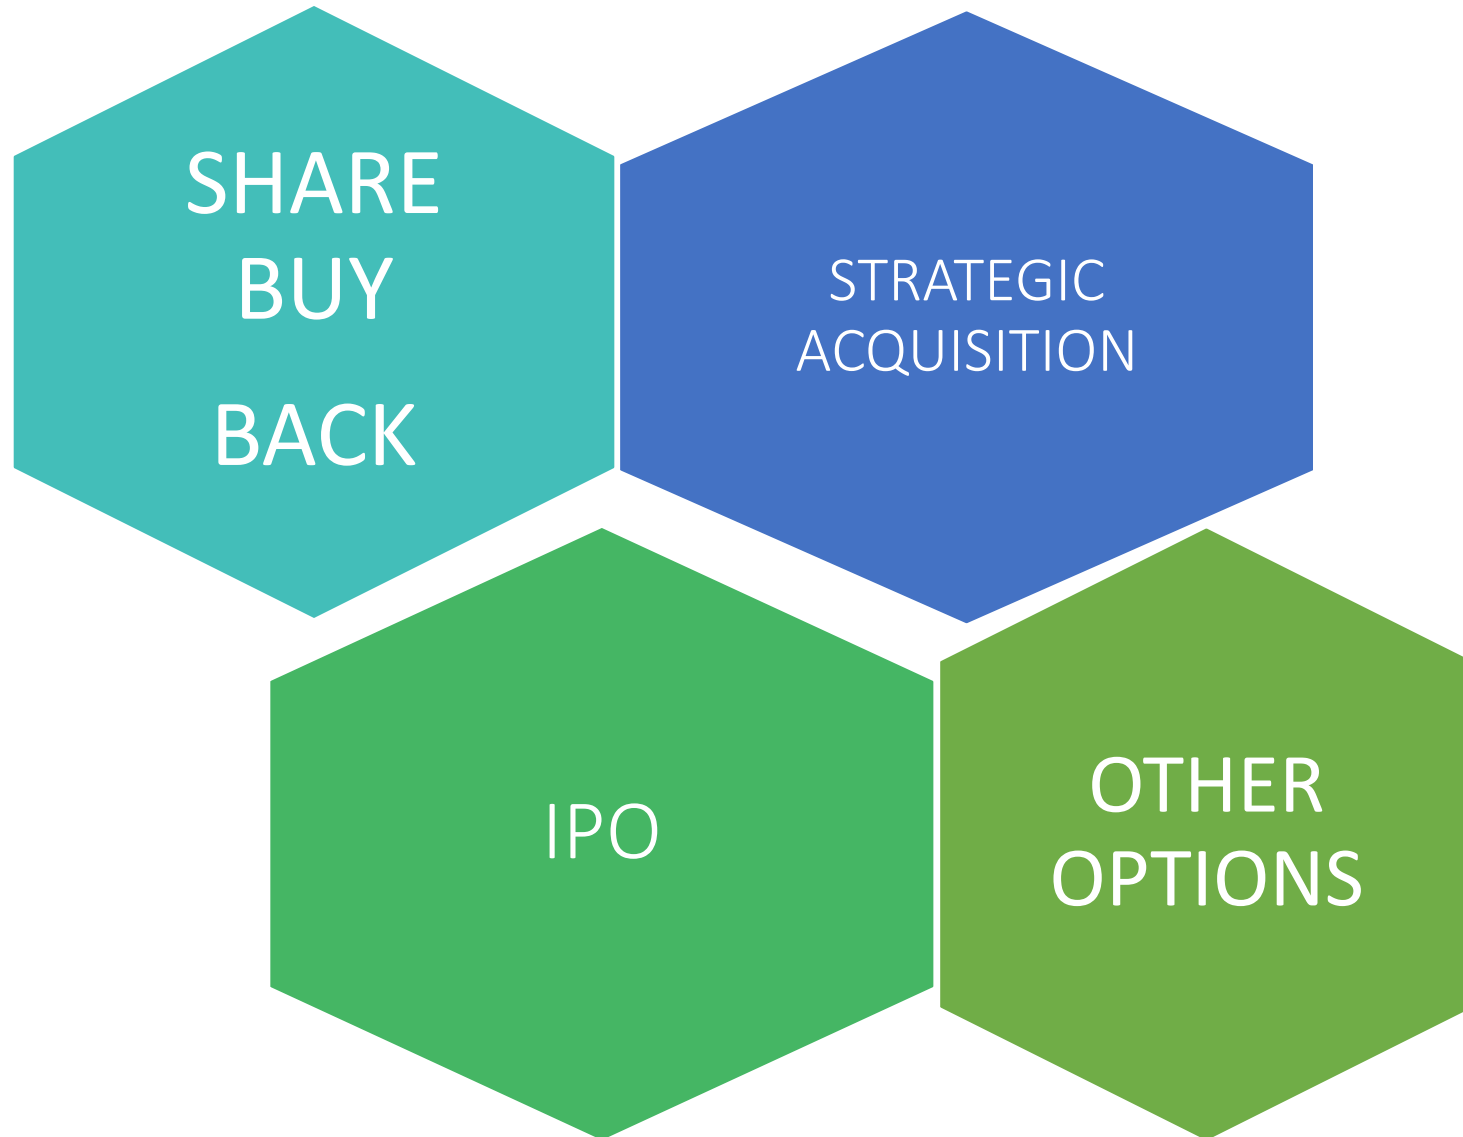 SHARE
BUY
BACK
STRATEGIC
ACQUISITION
IPO
OTHER
OPTIONS